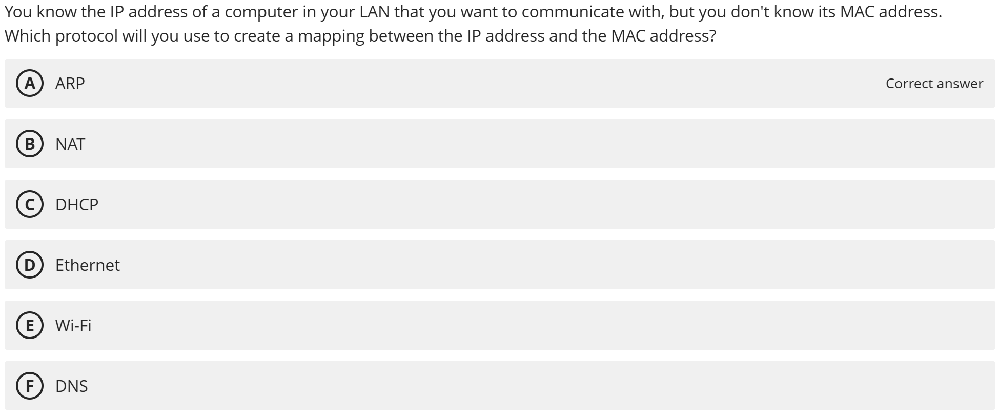 You know the IP address of a computer in your LAN that you want to communicate with, but you don't know its MAC address.
Which protocol will you use to create a mapping between the IP address and the MAC address?
A ARP Correct answer
B NAT
C DHCP
D Ethernet
E Wi-Fi
F DNS